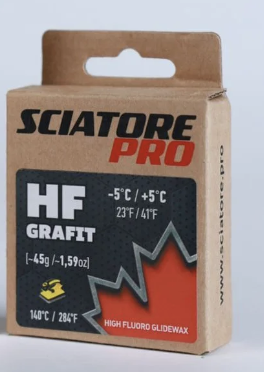 SCIATORE
PRO
HF
GRAFIT
-5°C / +5°C
23°F / 41°F
[~45g /~1,59oz]
140°C / 284°F
HIGH FLUORO GLIDEWAX
www.sciatore.pro